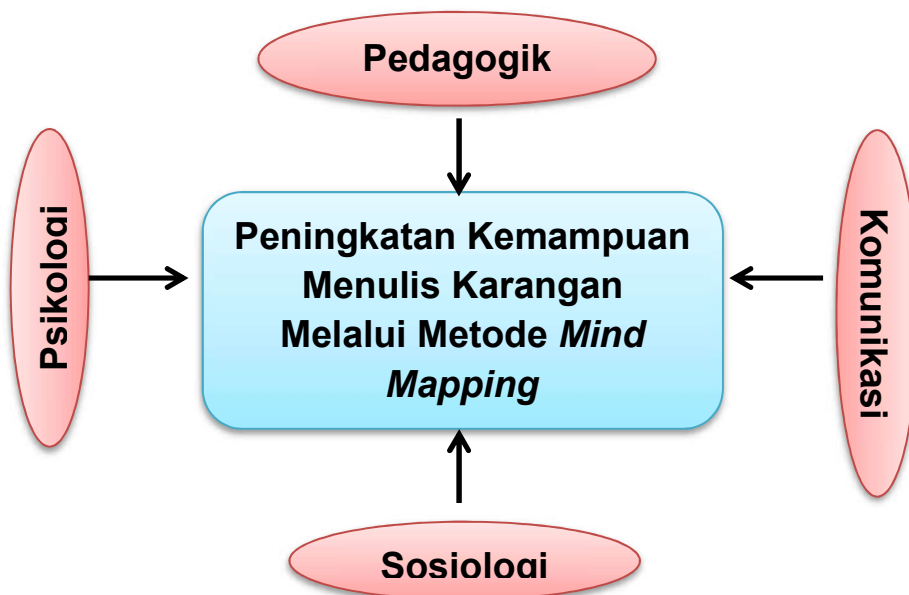 Pedagogik
Psikologi
Peningkatan Kemampuan
Menulis Karangan
Melalui Metode Mind
Mapping
Komunikasi
Sosiologi